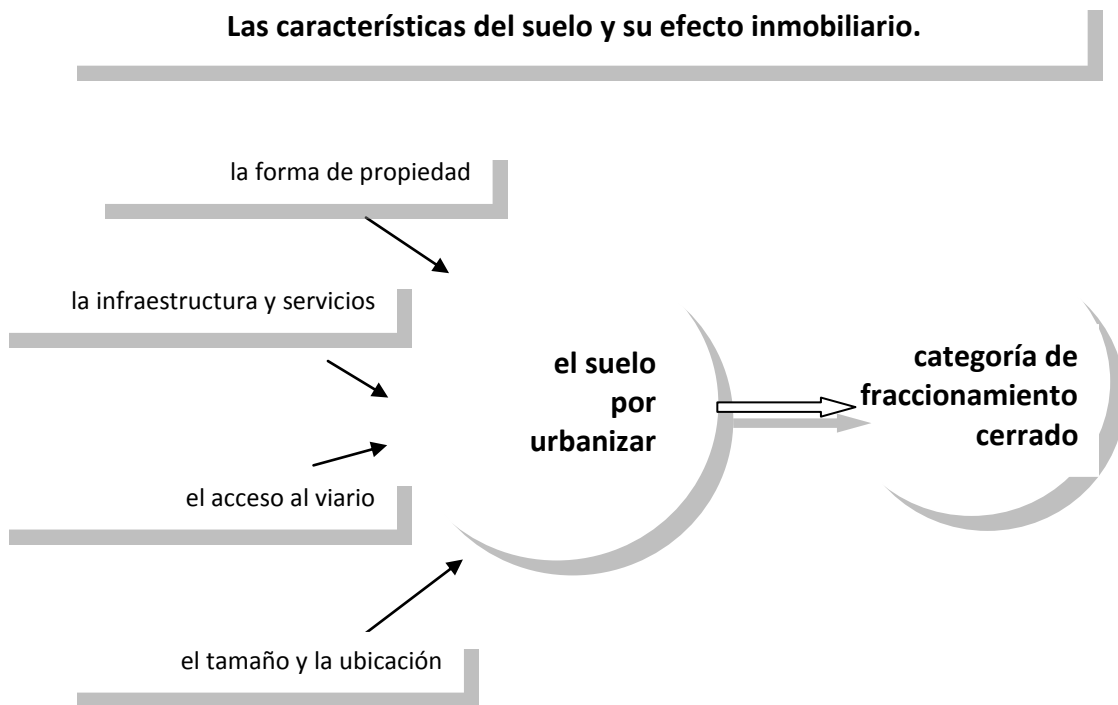 Las características del suelo y su efecto inmobiliario.
la forma de propiedad
la infraestructura y servicios
el acceso al viario
el tamaño y la ubicación
el suelo
por
urbanizar
categoría de
fraccionamiento
cerrado